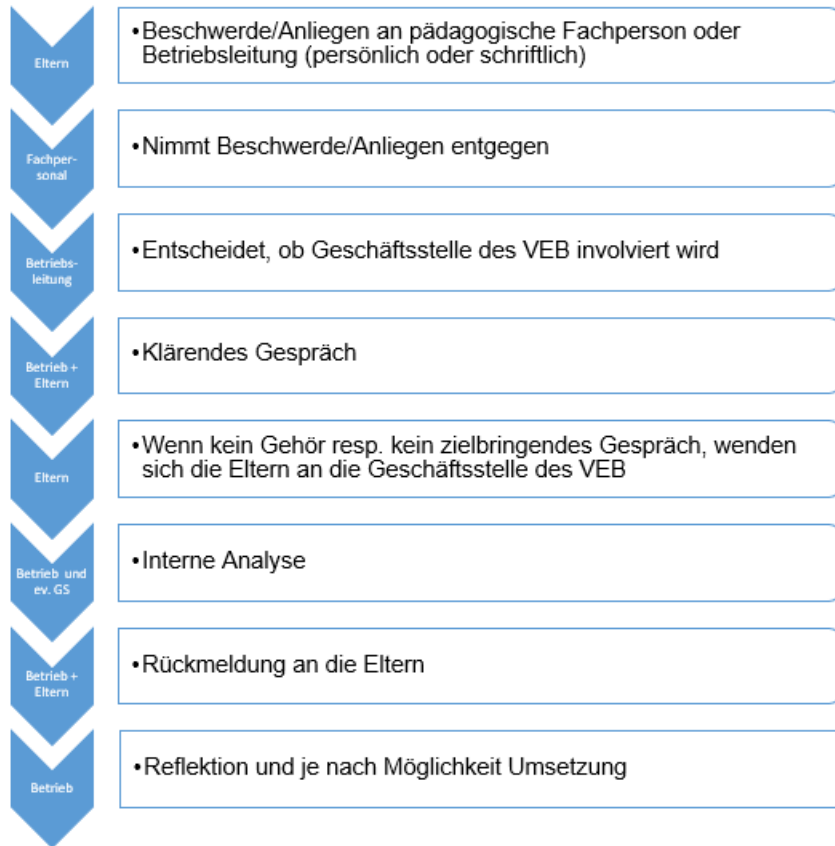 Eltern
•Beschwerde/Anliegen an pädagogische Fachperson oder
Betriebsleitung (persönlich oder schriftlich)
Fachper-
sonal
•Nimmt Beschwerde/Anliegen entgegen
Betriebs-
leitung
•Entscheidet, ob Geschäftsstelle des VEB involviert wird
Betrieb +
Eltern
•Klärendes Gespräch
Eltern
•Wenn kein Gehör resp. kein zielbringendes Gespräch, wenden
sich die Eltern an die Geschäftsstelle des VEB
Betrieb und
ev. GS
•Interne Analyse
Betrieb +
Eltern
•Rückmeldung an die Eltern
Betrieb
•Reflektion und je nach Möglichkeit Umsetzung